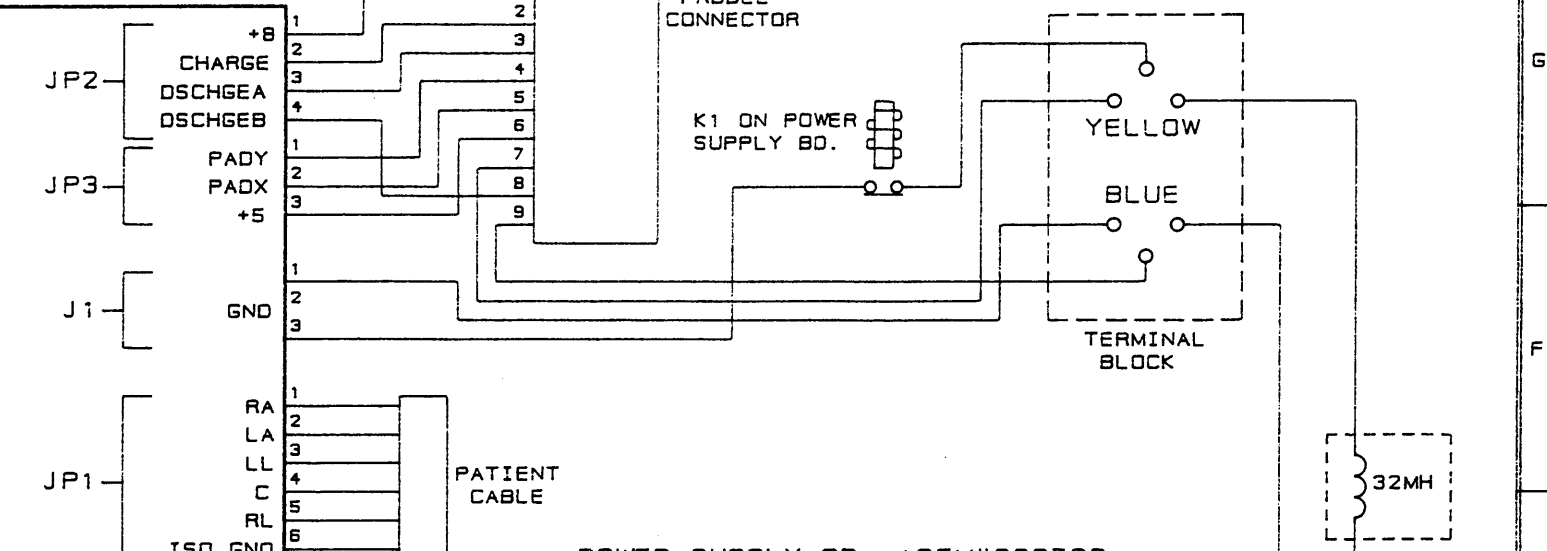 CONNECTOR
2
3
4
5
6
7
8
9
JP2
1
+8
2
CHARGE
3
DSCHGEA
4
DSCHGEB
JP3
1
PADY
2
PADX
3
+5
J1
1
2
GND
3
JP1
1
RA
2
LA
3
LL
4
C
5
RL
6
ISO GND
PATIENT
CABLE
K1 ON POWER
SUPPLY BD.
YELLOW
BLUE
TERMINAL
BLOCK
32MH
G
F